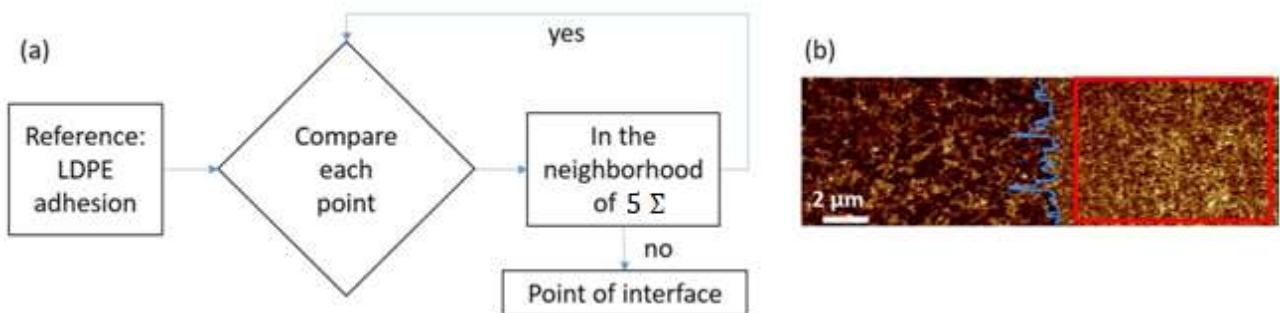 (a)
yes
Reference:
LDPE
adhesion
Compare
each
point
In the
neighborhood
of 5 Σ
no
Point of interface
(b)
2 μm